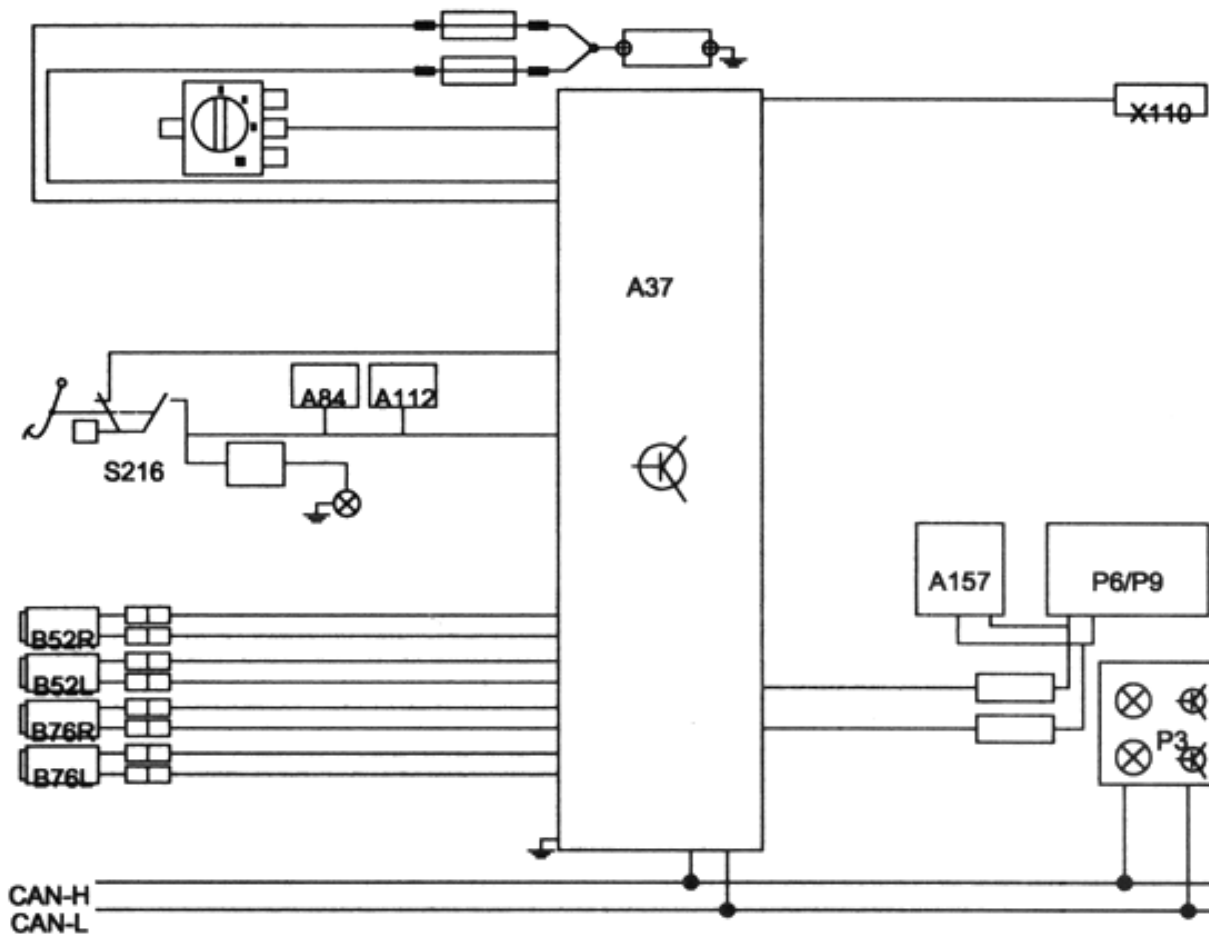 X110
A37
A84
A112
S216
A157
P6/P9
B52R
B52L
B76R
P3
B76L
CAN-H
CAN-L